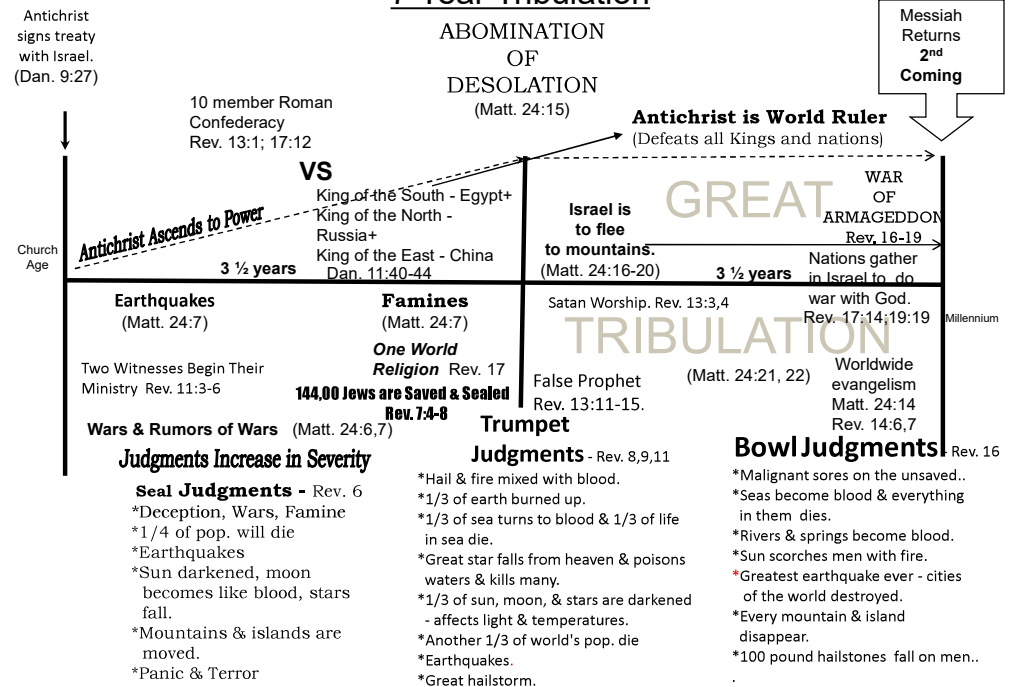 7 Year Tribulation
Antichrist
signs treaty
with Israel.
(Dan. 9:27)
ABOMINATION
OF
DESOLATION
(Matt. 24:15)
Messiah
Returns
2nd
Coming
10 member Roman
Confederacy
Rev. 13:1; 17:12
VS
King of the South - Egypt+
King of the North -
Russia+
King of the East - China
Dan. 11:40-44
Antichrist is World Ruler
(Defeats all Kings and nations)
Antichrist Ascends to Power
Church
Age
3 ½ years
Israel is
to flee
to mountains.
(Matt. 24:16-20)
GREAT
TRIBULATION
3 ½ years
WAR
OF
ARMAGEDDON
Rev. 16-19
Nations gather
in Israel to  do
war with God.
Rev. 17:14;19:19
Millennium
Earthquakes
(Matt. 24:7)
Famines
(Matt. 24:7)
One World
Religion  Rev. 17
Two Witnesses Begin Their
Ministry  Rev. 11:3-6
144,00 Jews are Saved & Sealed
Rev. 7:4-8
Wars & Rumors of Wars   (Matt. 24:6,7)
Satan Worship. Rev. 13:3,4
False Prophet
Rev. 13:11-15.
(Matt. 24:21, 22)
Worldwide
evangelism
Matt. 24:14
Rev. 14:6,7
Judgments Increase in Severity
Seal Judgments - Rev. 6
*Deception, Wars, Famine
*1/4 of pop. will die
*Earthquakes
*Sun darkened, moon
becomes like blood, stars
fall.
*Mountains & islands are
moved.
*Panic & Terror
Trumpet
Judgments - Rev. 8,9,11
*Hail & fire mixed with blood.
*1/3 of earth burned up.
*1/3 of sea turns to blood & 1/3 of life
in sea die.
*Great star falls from heaven & poisons
waters & kills many.
*1/3 of sun, moon, & stars are darkened
- affects light & temperatures.
*Another 1/3 of world's pop. die
*Earthquakes.
*Great hailstorm.
Bowl Judgments - Rev. 16
*Malignant sores on the unsaved..
*Seas become blood & everything
in them  dies.
*Rivers & springs become blood.
*Sun scorches men with fire.
*Greatest earthquake ever - cities
of the world destroyed.
*Every mountain & island
disappear.
*100 pound hailstones  fall on men..
.